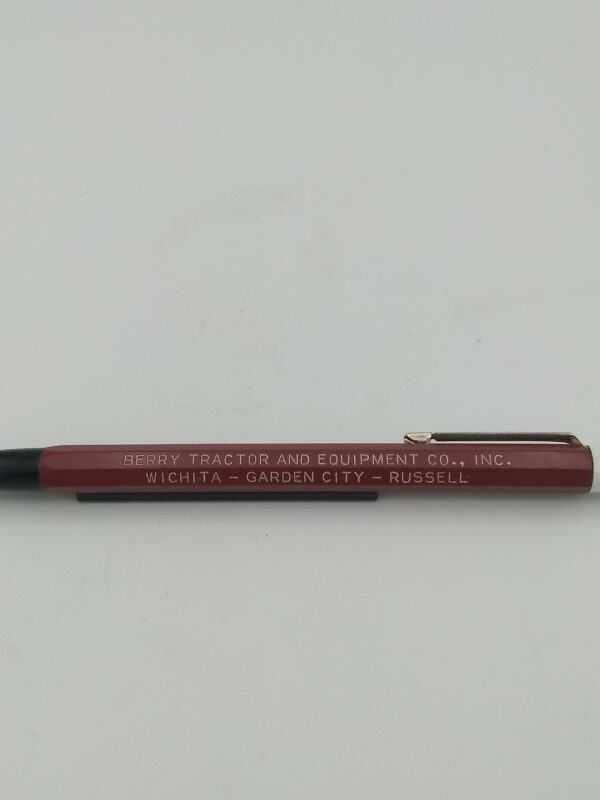 BERRY TRACTOR AND EQUIPMENT CO., INC.
WICHITA – GARDEN CITY – RUSSELL